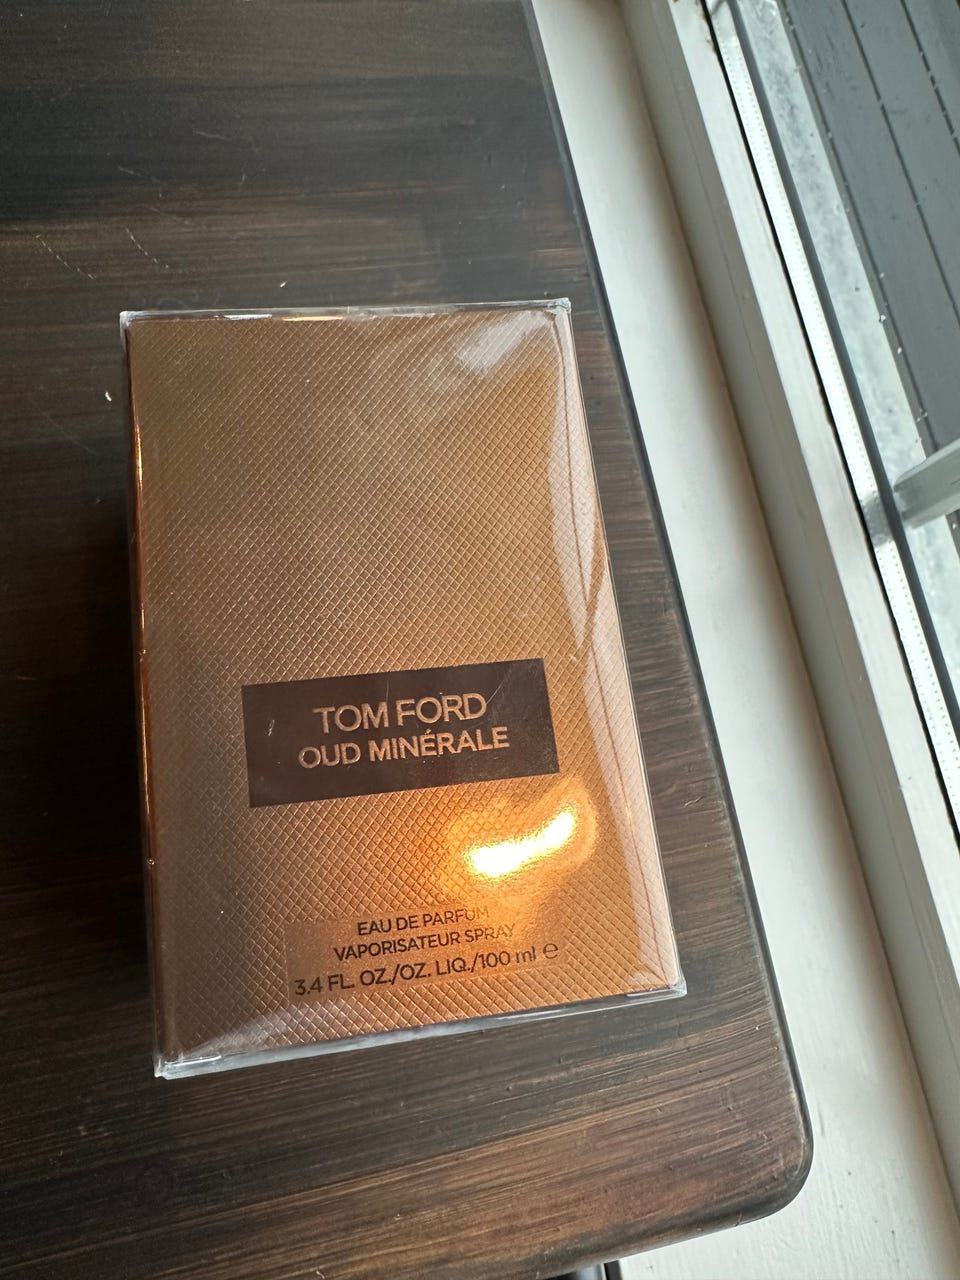 TOM FORD
OUD MINÉRALE
EAU DE PARFUM
VAPORISATEUR SPRAY
3.4 FL. OZ./OZ. LIQ./100 ml ℮